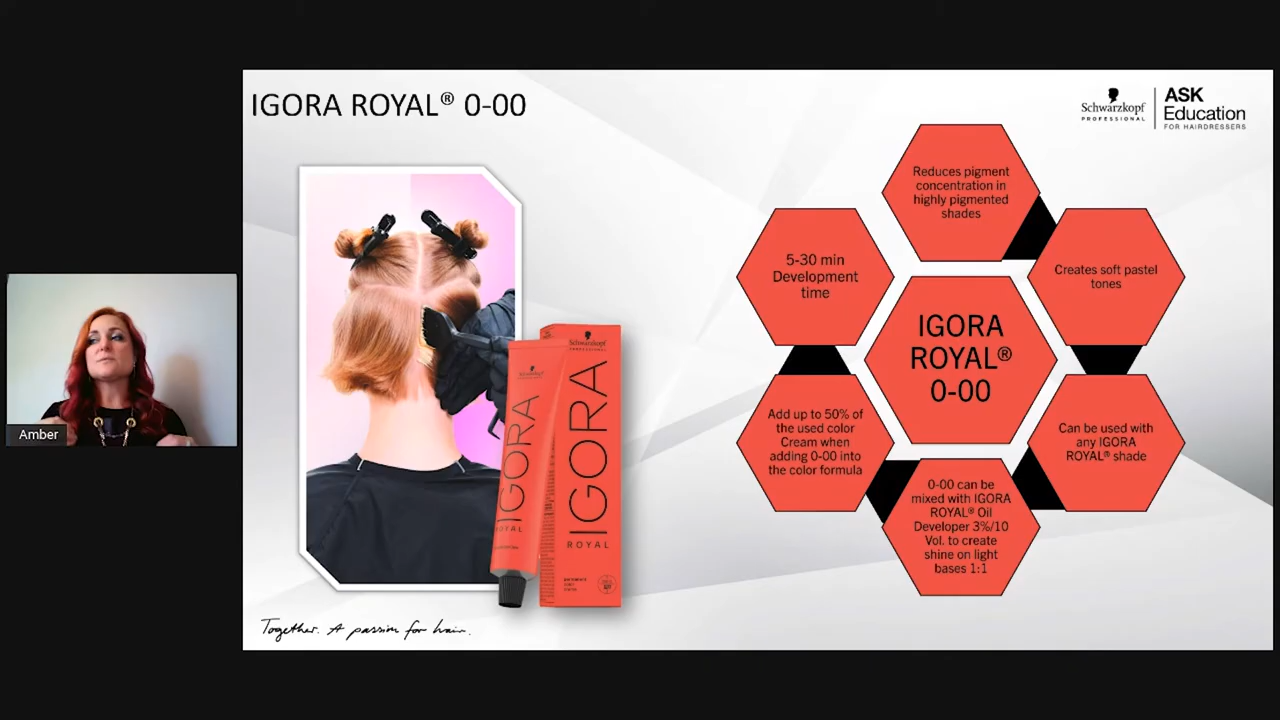 IGORA ROYAL® 0-00
Schwarzkopf
PROFESSIONAL
ASK
Education
FOR HAIRDRESSERS
Reduces pigment
concentration in
highly pigmented
shades
5-30 min
Development
time
Creates soft pastel
tones
IGORA
ROYAL®
0-00
Add up to 50% of
the used color
Cream when
adding 0-00 into
the color formula
Can be used with
any IGORA
ROYAL® shade
0-00 can be
mixed with IGORA
ROYAL® Oil
Developer 3%/10
Vol. to create
shine on light
bases 1:1
Schwarzkopf
PROFESSIONAL
IGORA
ROYAL
IGORA
ROYAL
Amber
Together. A passion for hair.